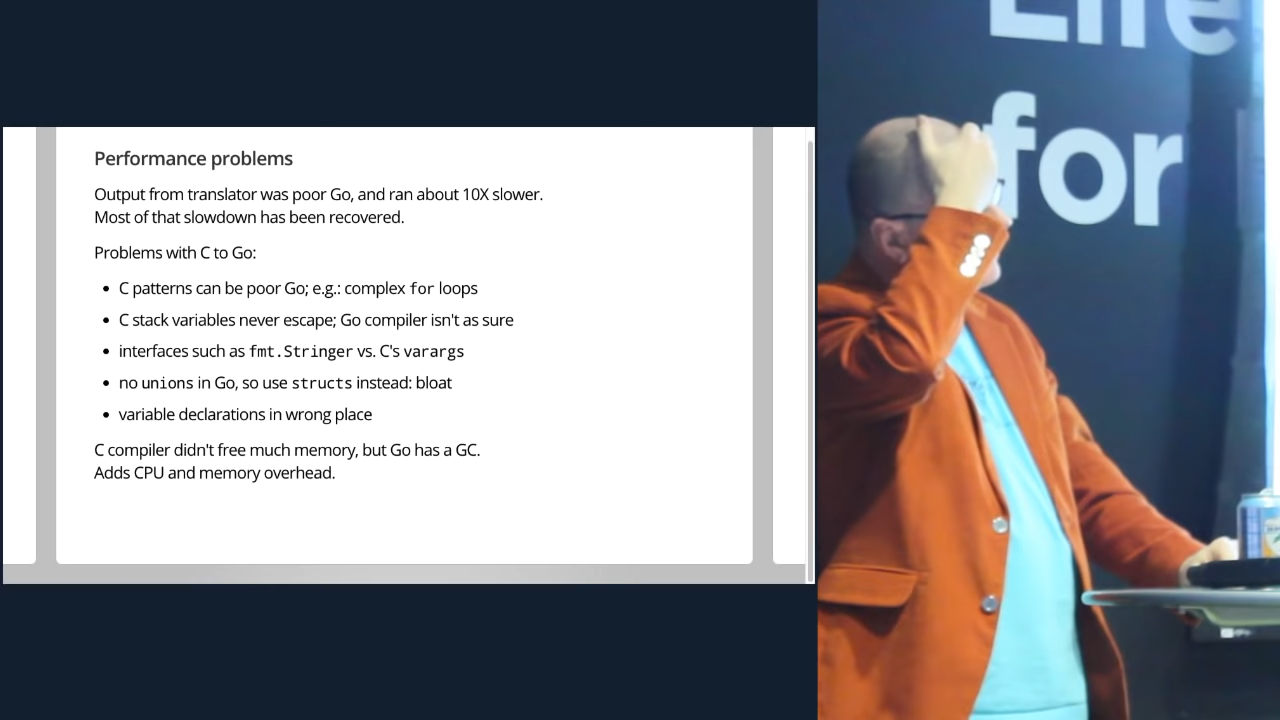 Performance problems
Output from translator was poor Go, and ran about 10X slower.
Most of that slowdown has been recovered.
Problems with C to Go:
C patterns can be poor Go; e.g.: complex for loops
C stack variables never escape; Go compiler isn't as sure
interfaces such as fmt.Stringer vs. C's varargs
no unions in Go, so use structs instead: bloat
variable declarations in wrong place
C compiler didn't free much memory, but Go has a GC.
Adds CPU and memory overhead.
Life
for